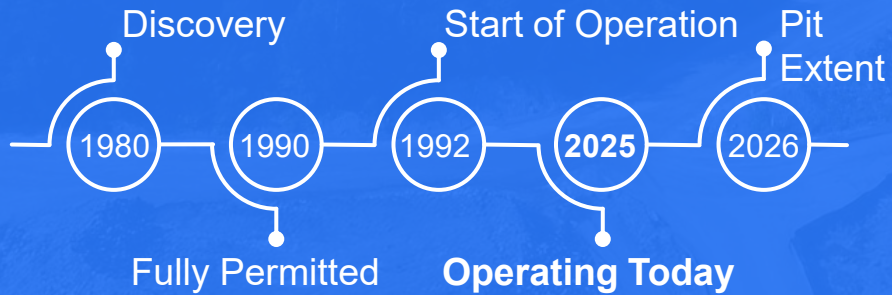 Discovery
Start of Operation
Pit
Extent
1980
1990
1992
2025
2026
Fully Permitted
Operating Today